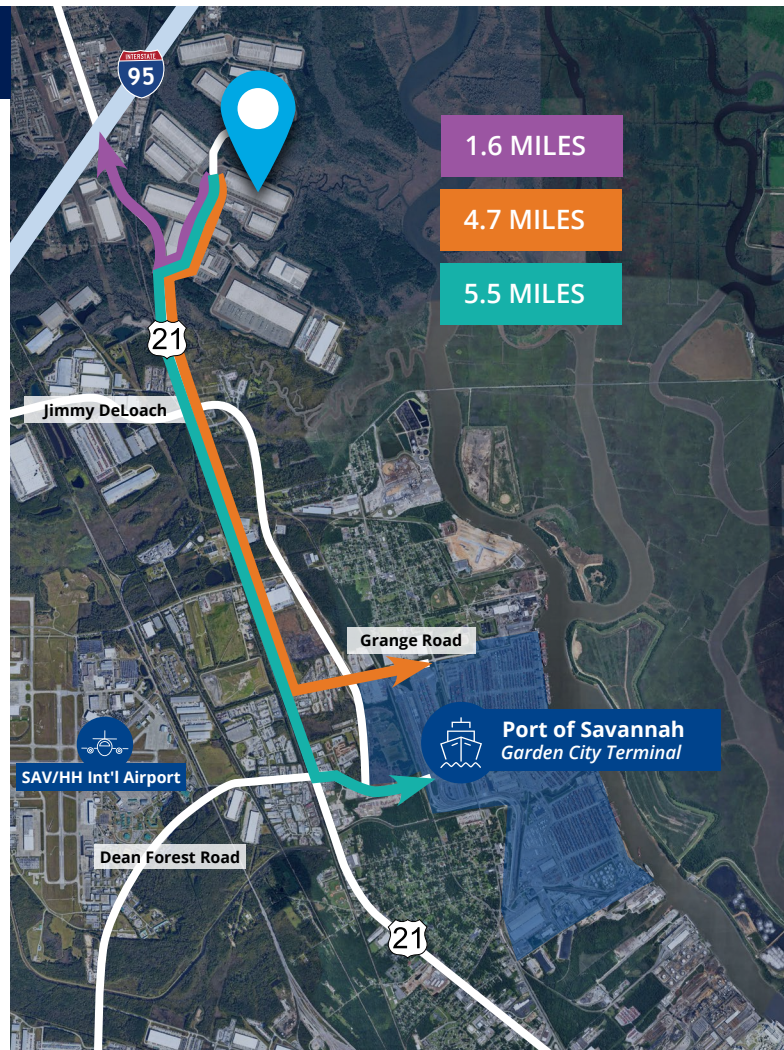 INTERSTATE
95
1.6 MILES
4.7 MILES
5.5 MILES
21
Jimmy DeLoach
Grange Road
Port of Savannah
Garden City Terminal
SAV/HH Int'l Airport
Dean Forest Road
21